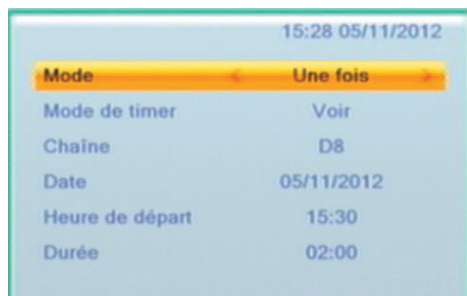 15:28 05/11/2012
Mode < Une fois >
Mode de timer Voir
Chaîne D8
Date 05/11/2012
Heure de départ 15:30
Durée 02:00